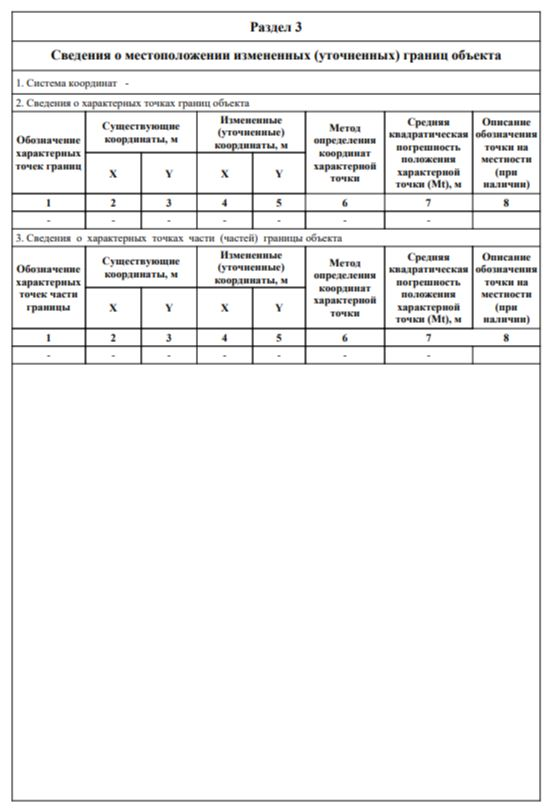 Раздел 3
Сведения о местоположении измененных (уточненных) границ объекта
1. Система координат -
2. Сведения о характерных точках границ объекта
Обозначение характерных точек границ
Существующие координаты, м
Измененные (уточненные) координаты, м
Метод определения координат характерной точки
Средняя квадратическая погрешность положения характерной точки (Mt), м
Описание обозначения точки на местности (при наличии)
X Y X Y
1 2 3 4 5 6 7 8
- - - - - - -
3. Сведения о характерных точках части (частей) границы объекта
Обозначение характерных точек части границы
Существующие координаты, м
Измененные (уточненные) координаты, м
Метод определения координат характерной точки
Средняя квадратическая погрешность положения характерной точки (Mt), м
Описание обозначения точки на местности (при наличии)
X Y X Y
1 2 3 4 5 6 7 8
- - - - - - -